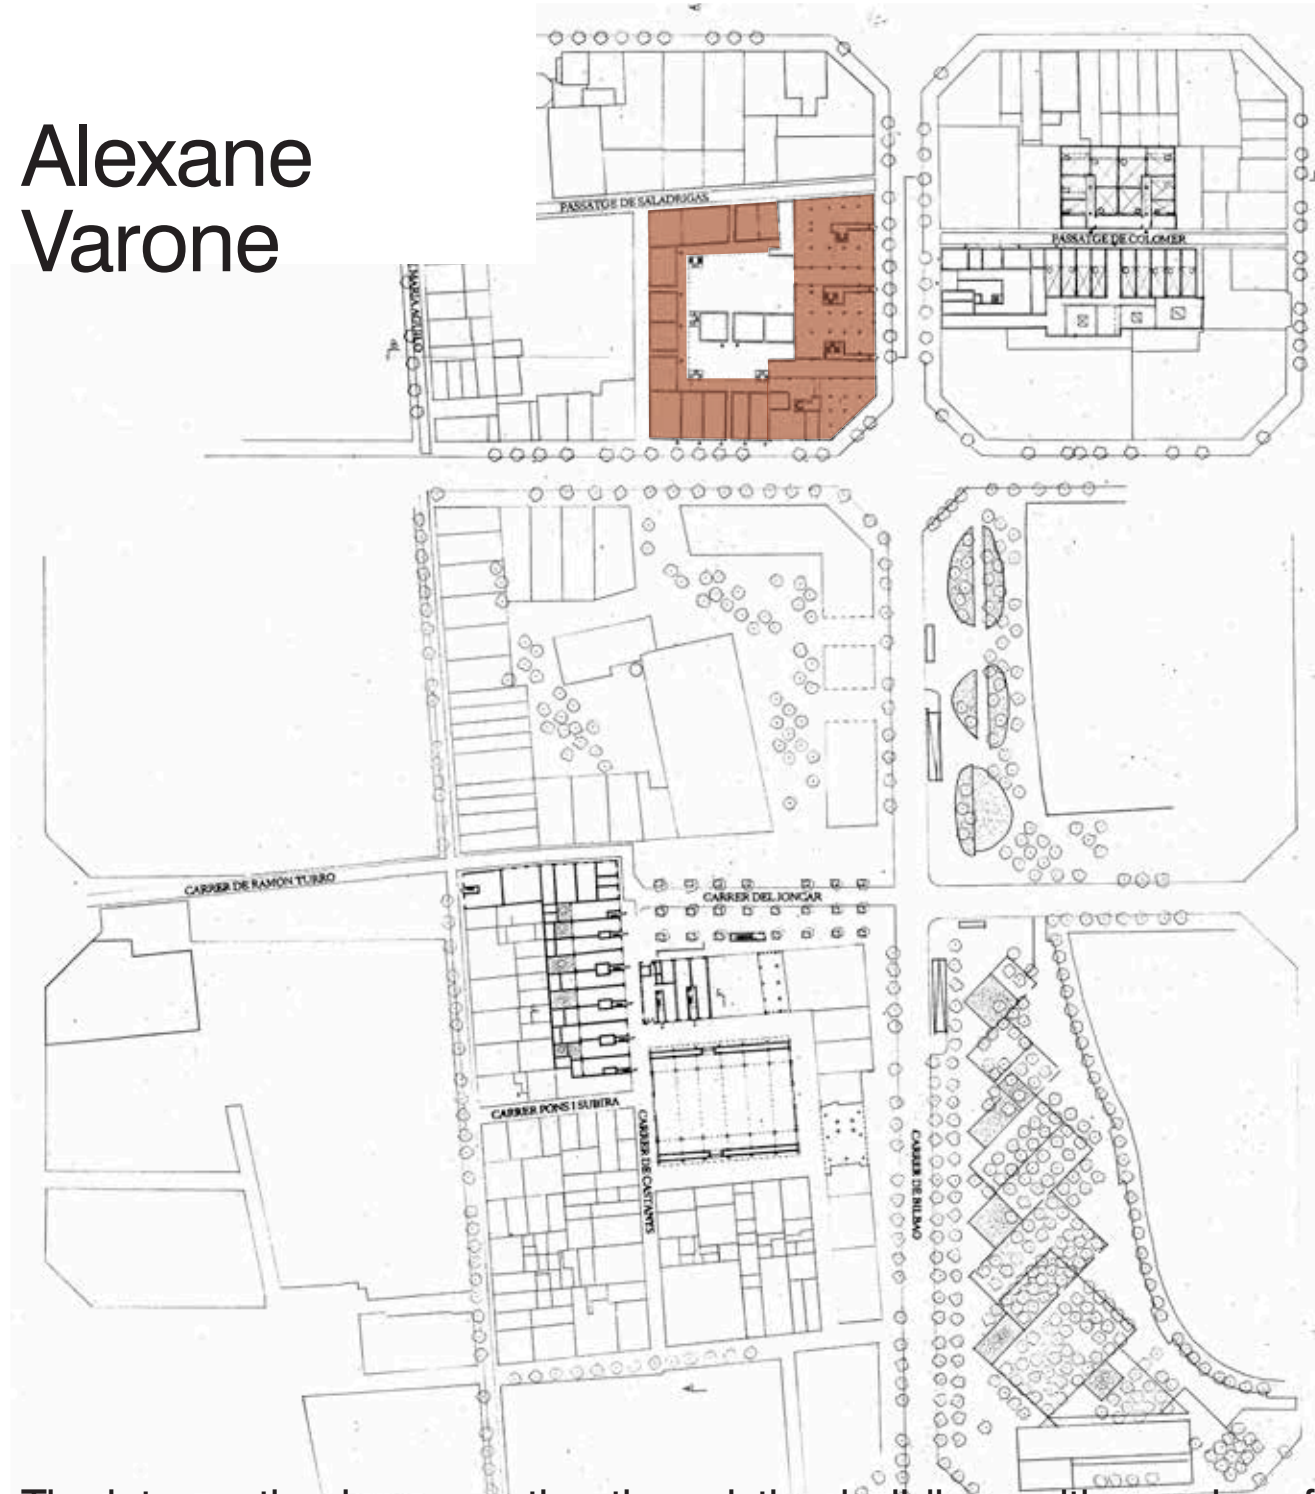 Alexane
Varone
PASSATGE DE SALADRIGAS
PASSATGE DE COLOMER
CARRER DE RAMON TURRO
CARRER DEL JONCAR
CARRER PONS I SUBIRA
CARRER DE CASTANYS
CARRER DE BILBAO